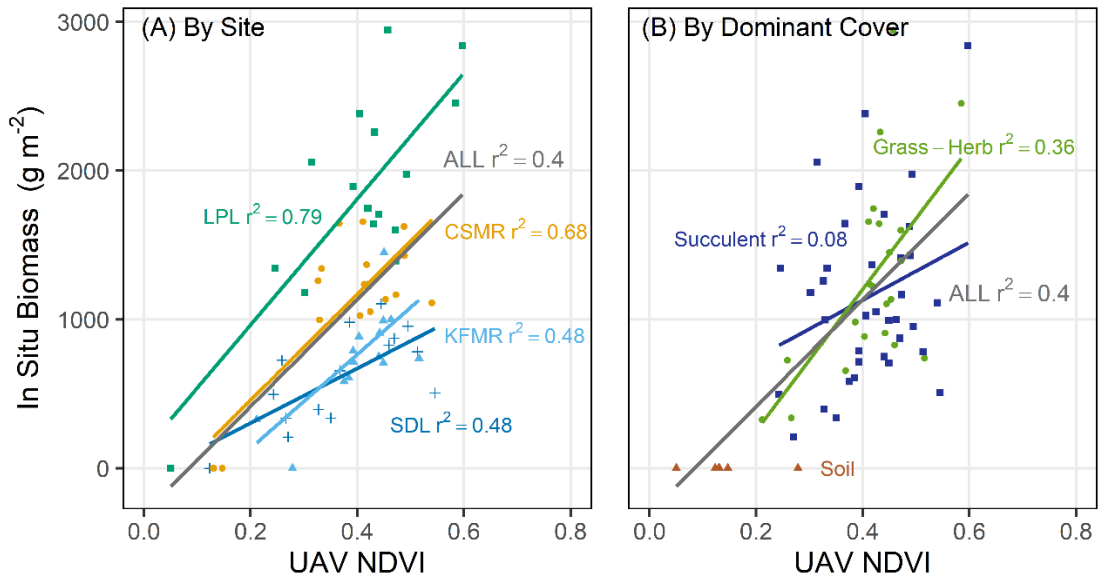 (A) By Site
(B) By Dominant Cover
In Situ Biomass (g m⁻²)
3000
2000
1000
0
LPL r² = 0.79
ALL r² = 0.4
CSMR r² = 0.68
KFMR r² = 0.48
SDL r² = 0.48
Grass – Herb r² = 0.36
Succulent r² = 0.08
ALL r² = 0.4
Soil
0.0 0.2 0.4 0.6 0.8
0.0 0.2 0.4 0.6 0.8
UAV NDVI
UAV NDVI